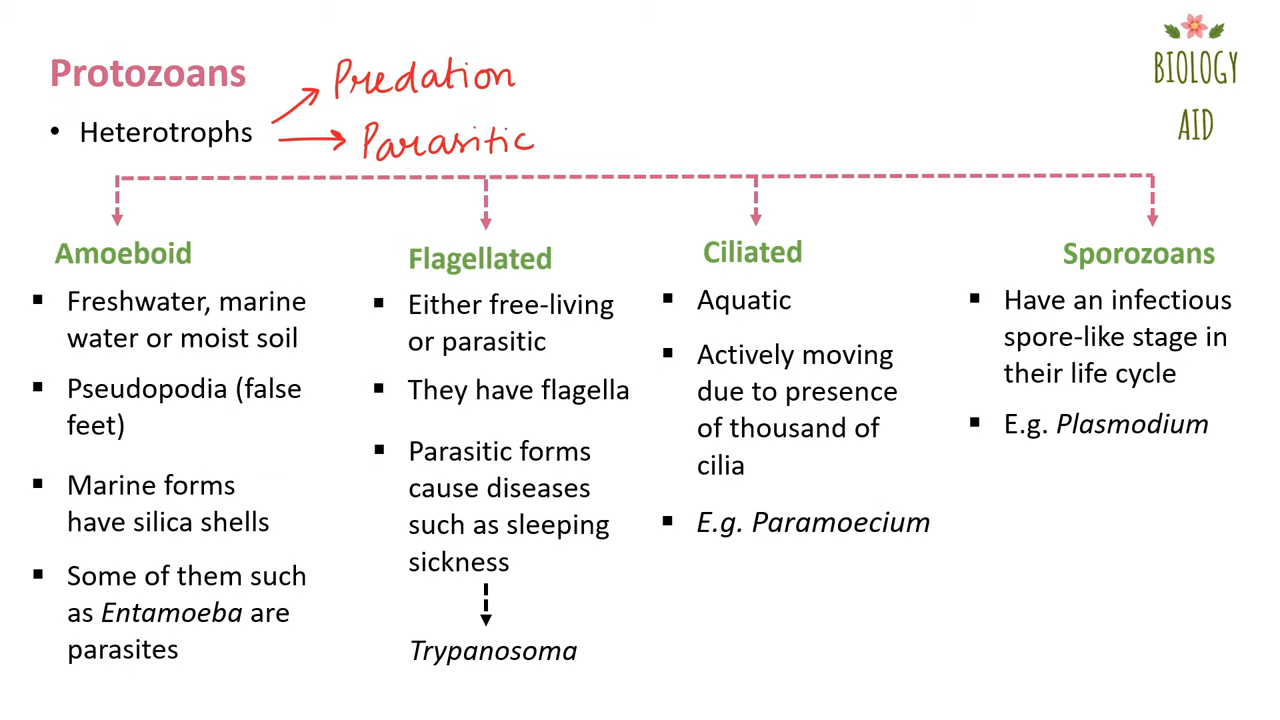 BIOLOGY
AID
Protozoans
Predation
• Heterotrophs
Parasitic
Amoeboid
▪ Freshwater, marine
water or moist soil
▪ Pseudopodia (false
feet)
▪ Marine forms
have silica shells
▪ Some of them such
as Entamoeba are
parasites
Flagellated
▪ Either free-living
or parasitic
▪ They have flagella
▪ Parasitic forms
cause diseases
such as sleeping
sickness
Trypanosoma
Ciliated
▪ Aquatic
▪ Actively moving
due to presence
of thousand of
cilia
▪ E.g. Paramoecium
Sporozoans
▪ Have an infectious
spore-like stage in
their life cycle
▪ E.g. Plasmodium